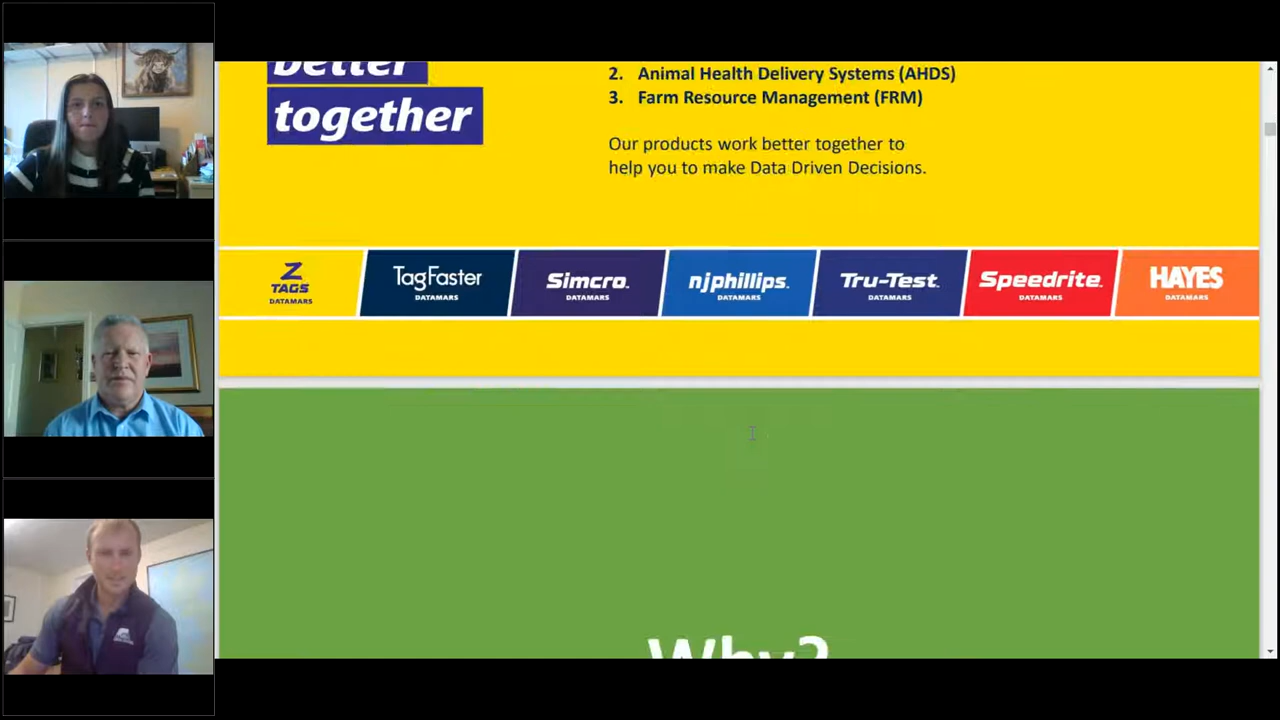 better
together
2. Animal Health Delivery Systems (AHDS)
3. Farm Resource Management (FRM)
Our products work better together to
help you to make Data Driven Decisions.
Z TAGS DATAMARS
TagFaster DATAMARS
Simcro. DATAMARS
njphillips. DATAMARS
Tru-Test. DATAMARS
Speedrite. DATAMARS
HAYES DATAMARS
Why?